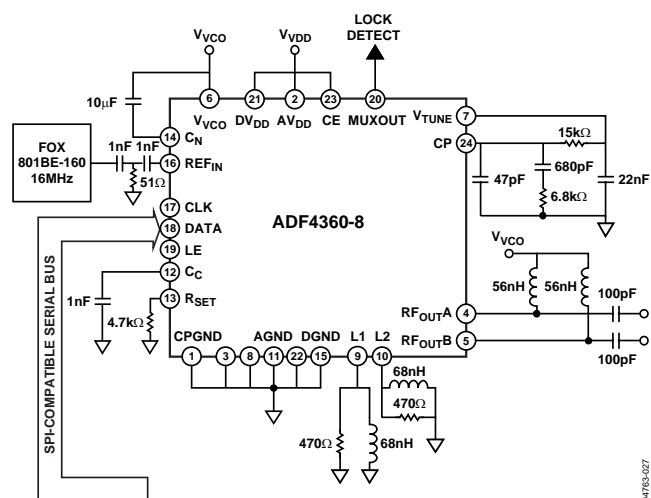 LOCK
DETECT
VVCO
VVDD
10μF
6
21
2
23
20
VVCO
DVDD
AVDD
CE
MUXOUT
VTUNE
7
14
CN
CP
24
15kΩ
FOX
801BE-160
16MHz
1nF
1nF
16
REFIN
51Ω
47pF
680pF
22nF
6.8kΩ
17
CLK
18
DATA
19
LE
ADF4360-8
12
CC
1nF
13
RSET
4.7kΩ
VVCO
56nH
56nH
100pF
RFOUTA
4
RFOUTB
5
100pF
CPGND
AGND
DGND
L1
L2
1
3
8
11
22
15
9
10
68nH
470Ω
470Ω
68nH
SPI-COMPATIBLE SERIAL BUS
04763-027